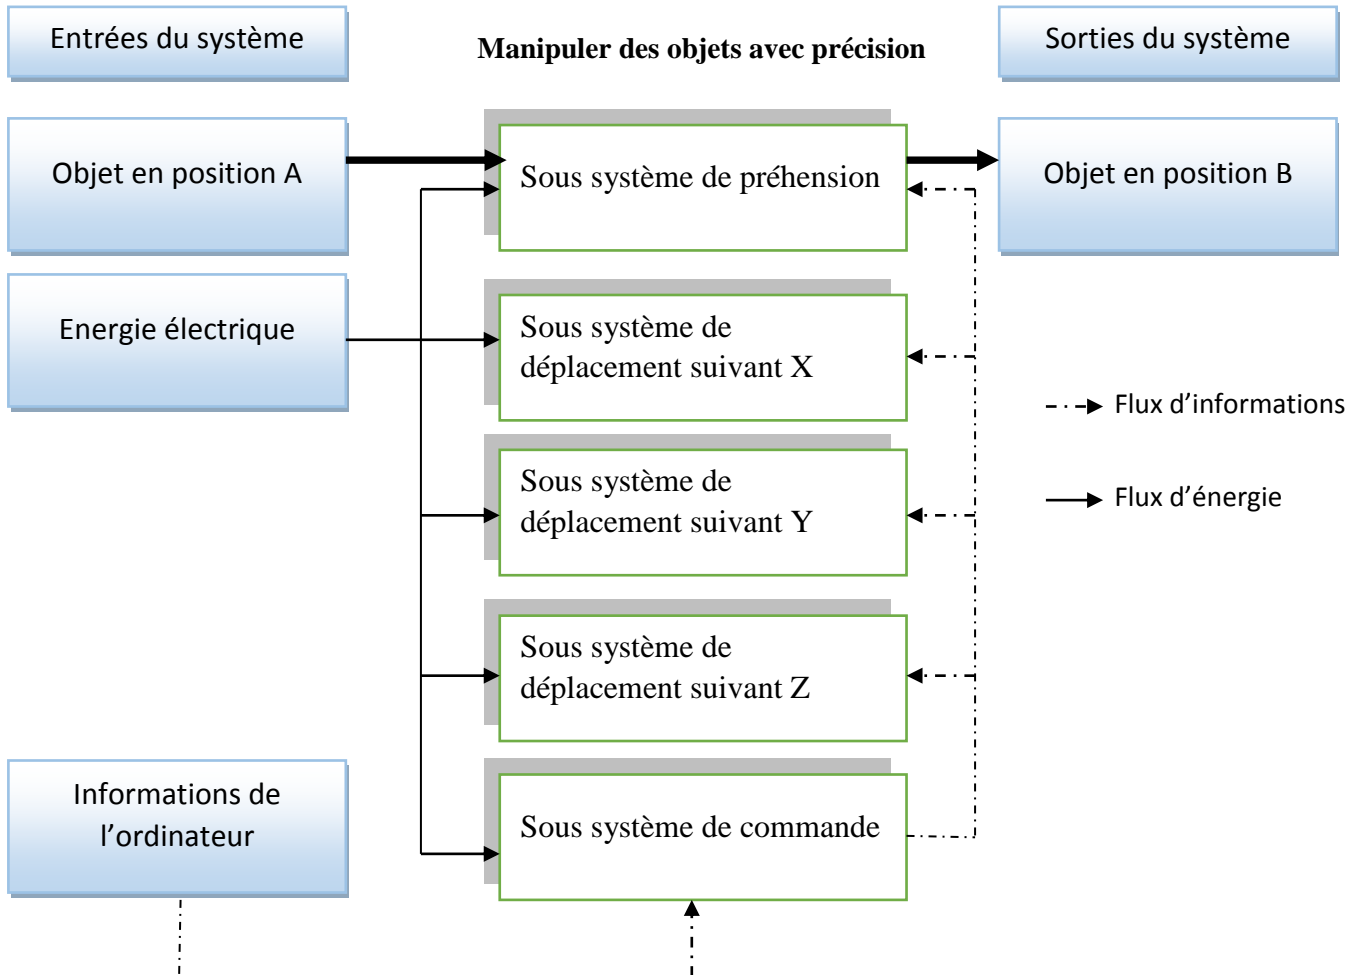 Entrées du système
Manipuler des objets avec précision
Sorties du système
Objet en position A
Sous système de préhension
Objet en position B
Energie électrique
Sous système de
déplacement suivant X
Flux d’informations
Sous système de
déplacement suivant Y
Flux d’énergie
Sous système de
déplacement suivant Z
Informations de
l’ordinateur
Sous système de commande